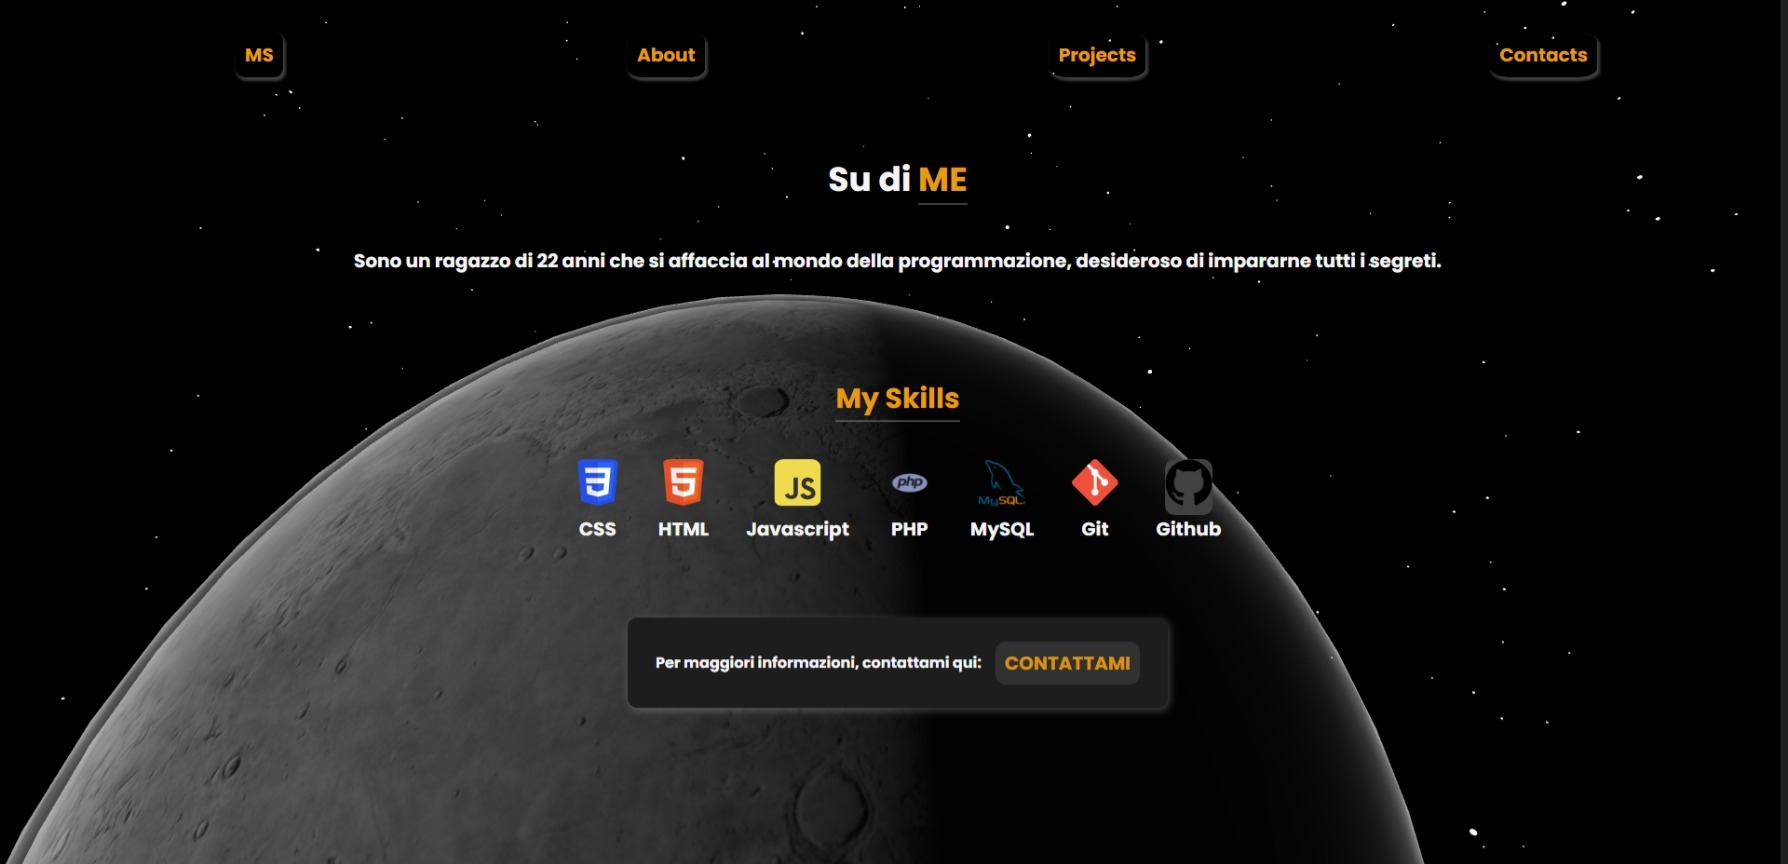 MS About Projects Contacts
Su di ME
Sono un ragazzo di 22 anni che si affaccia al mondo della programmazione, desideroso di impararne tutti i segreti.
My Skills
3 5 JS php MySQL
CSS HTML Javascript PHP MySQL Git Github
Per maggiori informazioni, contattami qui: CONTATTAMI